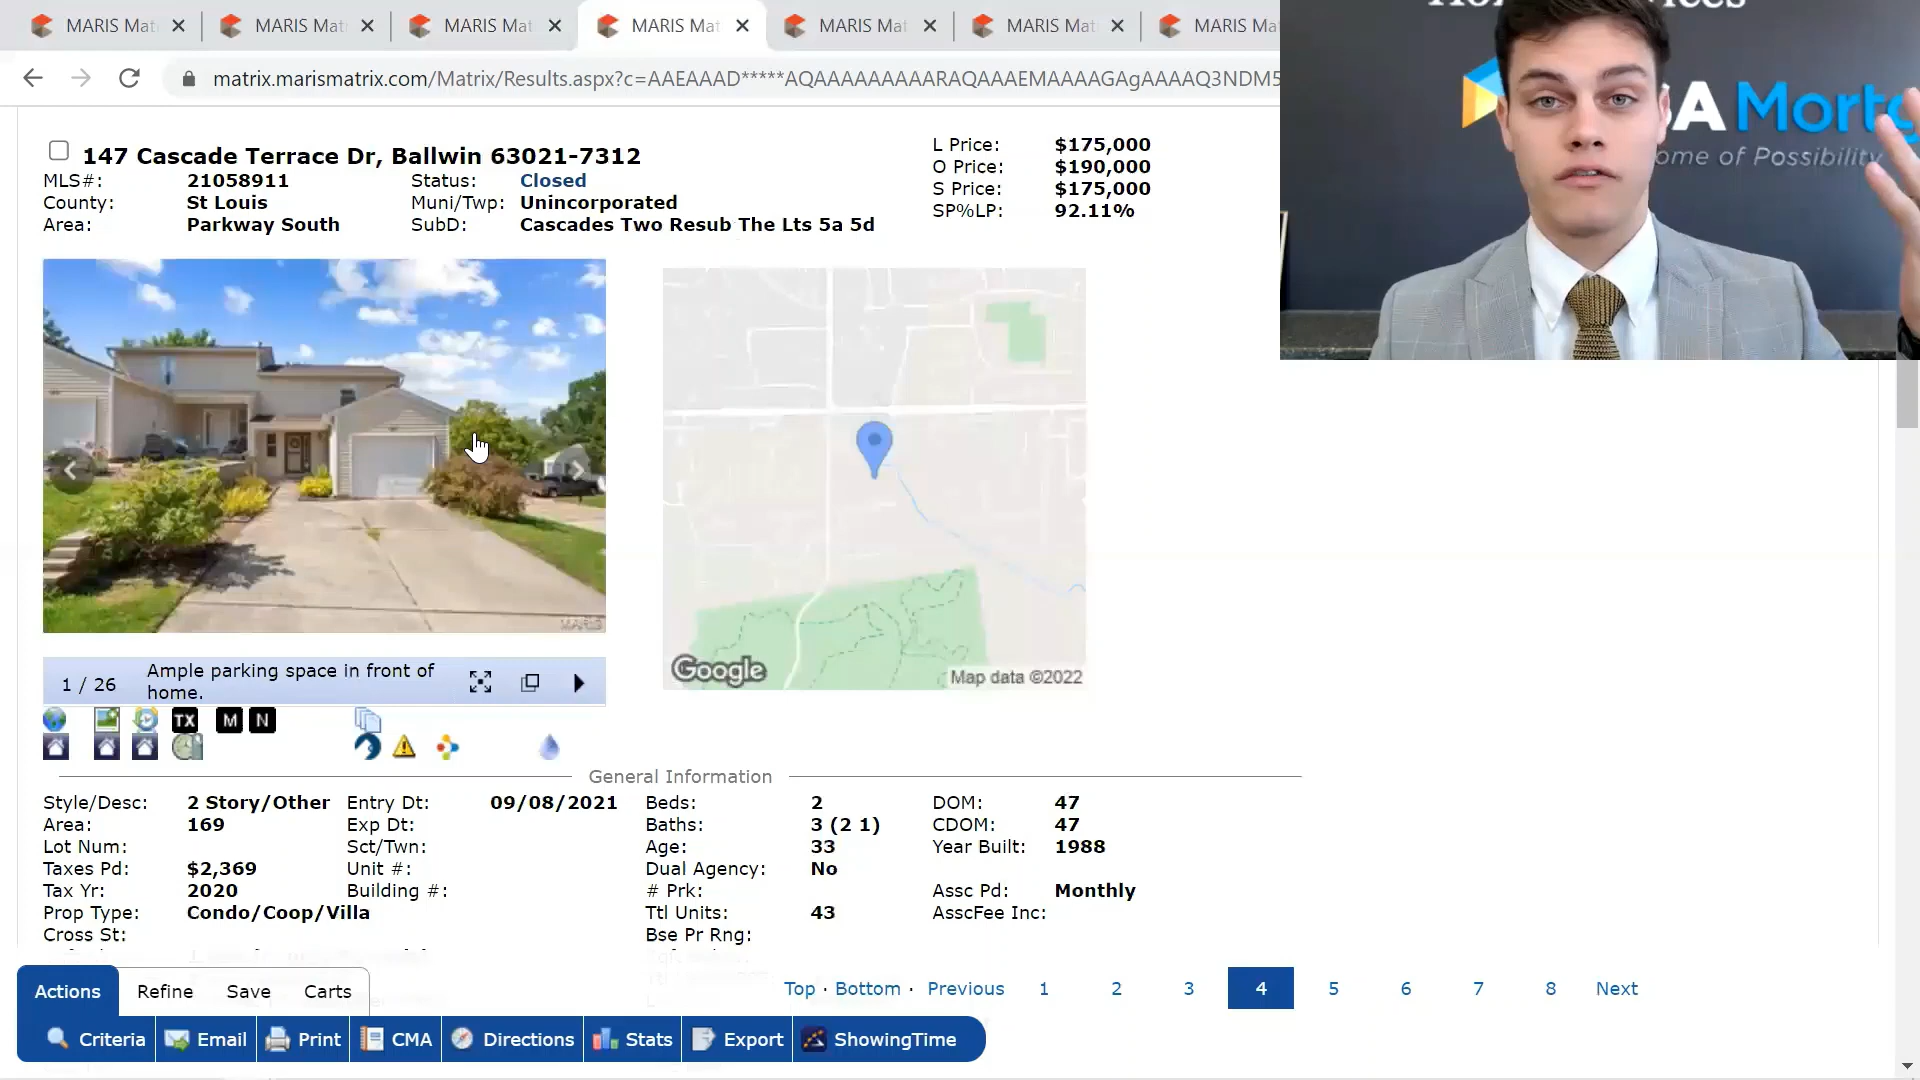 MARIS Mat
MARIS Mat
MARIS Mat
MARIS Mat
MARIS Mat
MARIS Mat
MARIS Mat
matrix.marismatrix.com/Matrix/Results.aspx?c=AAEAAAD*****AQAAAAAAAAARAQAAAEMAAAAGAgAAAAQ3NDM5
A Mortg
ome of Possibility
147 Cascade Terrace Dr, Ballwin 63021-7312
L Price: $175,000
O Price: $190,000
MLS#: 21058911 Status: Closed
S Price: $175,000
County: St Louis Muni/Twp: Unincorporated
SP%LP: 92.11%
Area: Parkway South SubD: Cascades Two Resub The Lts 5a 5d
MARIS
Google
Map data ©2022
1 / 26 Ample parking space in front of
home.
TX M N
General Information
Style/Desc: 2 Story/Other Entry Dt: 09/08/2021 Beds: 2 DOM: 47
Area: 169 Exp Dt: Baths: 3 (2 1) CDOM: 47
Lot Num: Sct/Twn: Age: 33 Year Built: 1988
Taxes Pd: $2,369 Unit #: Dual Agency: No
Tax Yr: 2020 Building #: # Prk: Assc Pd: Monthly
Prop Type: Condo/Coop/Villa Ttl Units: 43 AsscFee Inc:
Cross St: Bse Pr Rng:
Actions Refine Save Carts
Top · Bottom · Previous 1 2 3 4 5 6 7 8 Next
Criteria Email Print CMA Directions Stats Export ShowingTime